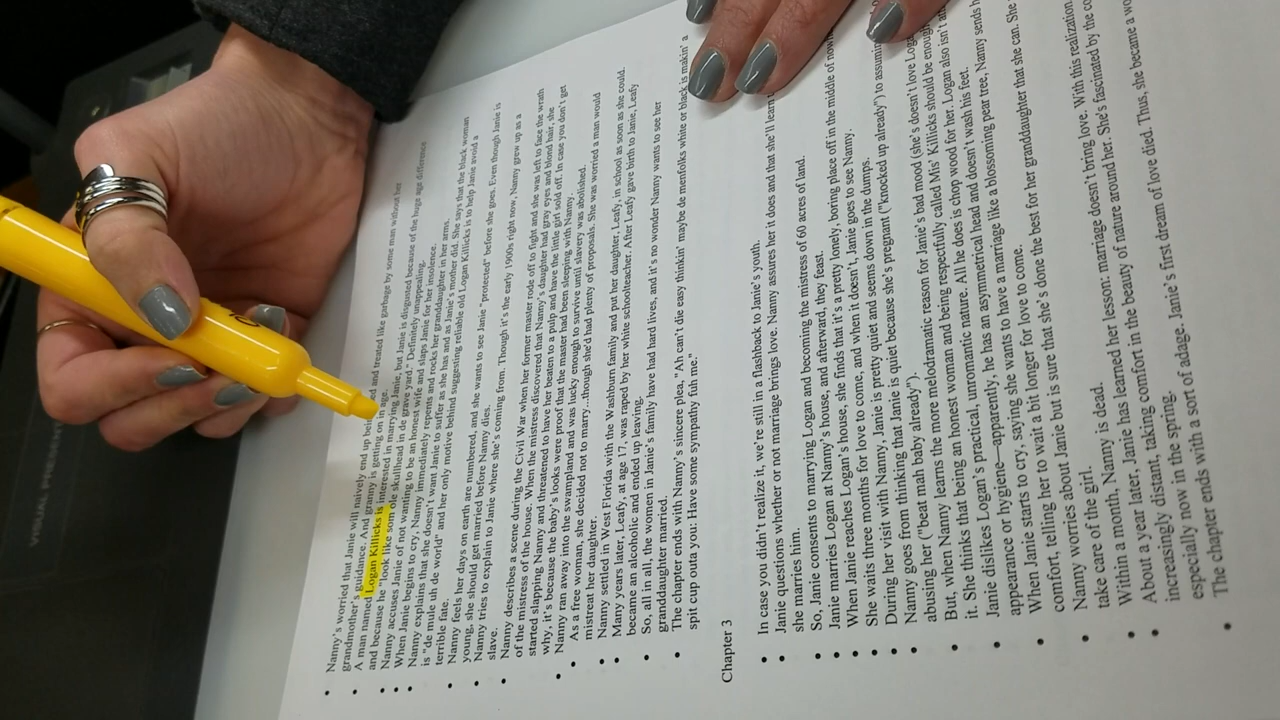 Nanny's worried that Janie will naively end up being used and treated like garbage by some man without her
grandmother's guidance. And granny is getting on in age.
A man named Logan Killicks is interested in marrying Janie, but Janie is disgusted because of the huge age difference
and because he "look like some ole skullhead in de grave yard." Definitely unappealing.
Nanny accuses Janie of not wanting to be an honest wife and slaps Janie for her insolence.
When Janie begins to cry, Nanny immediately repents and rocks her granddaughter in her arms.
Nanny explains that she doesn't want Janie to suffer as she has and as Janie's mother did. She says that the black woman
is "de mule uh de world" and her only motive behind suggesting reliable old Logan Killicks is to help Janie avoid a
terrible fate.
Nanny feels her days on earth are numbered, and she wants to see Janie "protected" before she goes. Even though Janie is
young, she should get married before Nanny dies.
Nanny tries to explain to Janie where she's coming from. Though it's the early 1900s right now, Nanny grew up as a
slave.
Nanny describes a scene during the Civil War when her former master rode off to fight and she was left to face the wrath
of the mistress of the house. When the mistress discovered that Nanny's daughter had gray eyes and blond hair, she
started slapping Nanny and threatened to have her beaten to a pulp and have the little girl sold off. In case you don't get
why, it's because the baby's looks were proof that the master had been sleeping with Nanny.
Nanny ran away into the swampland and was lucky enough to survive until slavery was abolished.
As a free woman, she decided not to marry...though she'd had plenty of proposals. She was worried a man would
mistreat her daughter.
Nanny settled in West Florida with the Washburn family and put her daughter, Leafy, in school as soon as she could.
Many years later, Leafy, at age 17, was raped by her white schoolteacher. After Leafy gave birth to Janie, Leafy
became an alcoholic and ended up leaving.
So, all in all, the women in Janie's family have had hard lives, and it's no wonder Nanny wants to see her
granddaughter married.
The chapter ends with Nanny's sincere plea, "Ah can't die easy thinkin' maybe de menfolks white or black is makin' a
spit cup outa you: Have some sympathy fuh me."
Chapter 3
In case you didn't realize it, we're still in a flashback to Janie's youth.
Janie questions whether or not marriage brings love. Nanny assures her it does and that she'll learn
she marries him.
So, Janie consents to marrying Logan and becoming the mistress of 60 acres of land.
Janie marries Logan at Nanny's house, and afterward, they feast.
When Janie reaches Logan's house, she finds that it's a pretty lonely, boring place out in the middle of
She waits three months for love to come, and when it doesn't, Janie goes to see Nanny.
During her visit with Nanny, Janie is pretty quiet and seems down in the dumps.
Nanny goes from thinking that Janie is quiet because she's pregnant ("knocked up already") to
abusing her ("beat mah baby already").
But, when Nanny learns the more melodramatic reason for Janie's bad mood (she's doesn't love
it. She thinks that being an honest woman and being respectfully called Mis' Killicks should be enough
Janie dislikes Logan's practical, unromantic nature. All he does is chop wood for her. Logan also isn't
appearance or hygiene—apparently, he has an asymmetrical head and doesn't wash his feet.
When Janie starts to cry, saying she wants to have a marriage like a blossoming pear tree, Nanny sends
comfort, telling her to wait a bit longer for love to come.
Nanny worries about Janie but is sure that she's done the best for her granddaughter that she can. She
take care of the girl.
Within a month, Nanny is dead.
About a year later, Janie has learned her lesson: marriage doesn't bring love. With this realization,
increasingly distant, taking comfort in the beauty of nature around her. She's fascinated by the
especially now in the spring.
The chapter ends with a sort of adage. Janie's first dream of love died. Thus, she became a
VISUAL